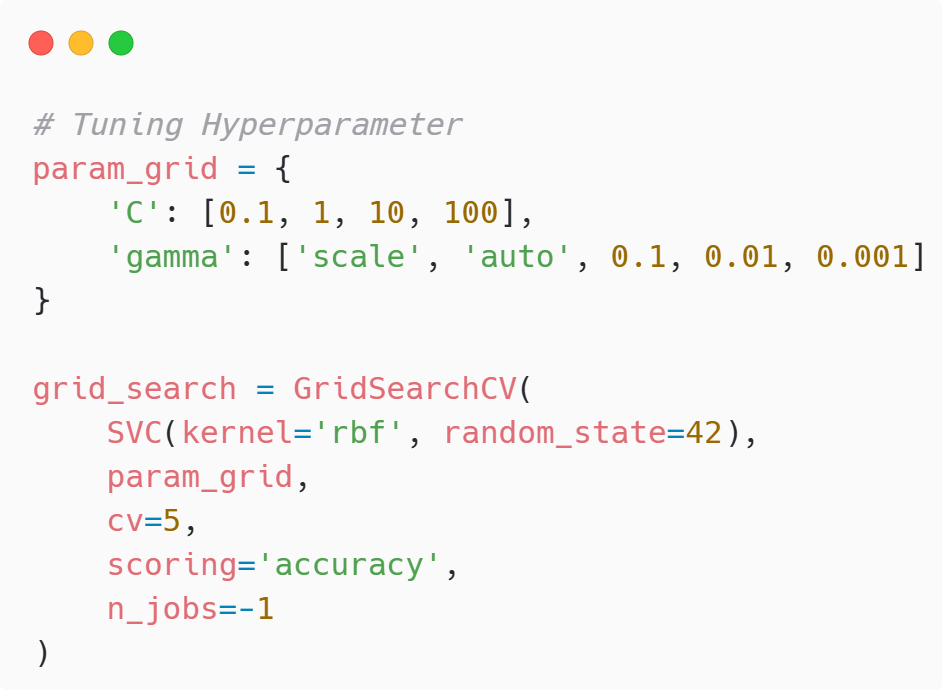 # Tuning Hyperparameter
param_grid = {
    'C': [0.1, 1, 10, 100],
    'gamma': ['scale', 'auto', 0.1, 0.01, 0.001]
}

grid_search = GridSearchCV(
    SVC(kernel='rbf', random_state=42),
    param_grid,
    cv=5,
    scoring='accuracy',
    n_jobs=-1
)